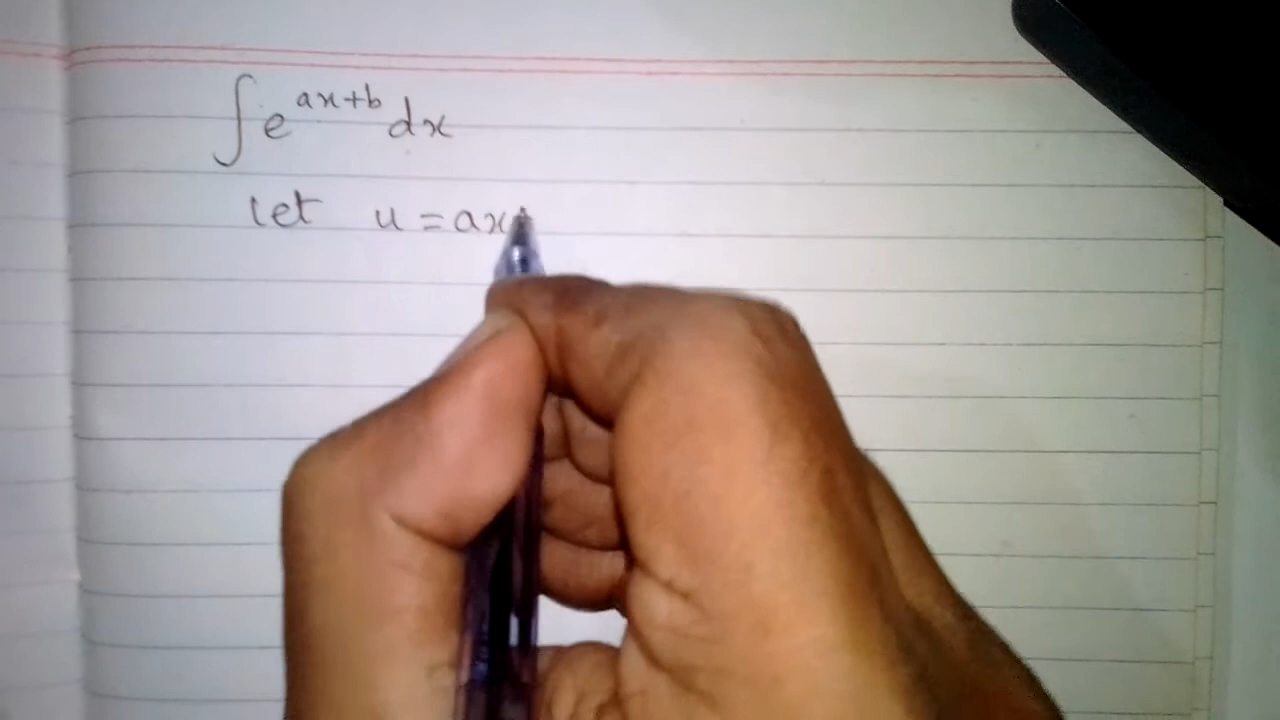 ∫e^{ax+b} dx
let u = ax